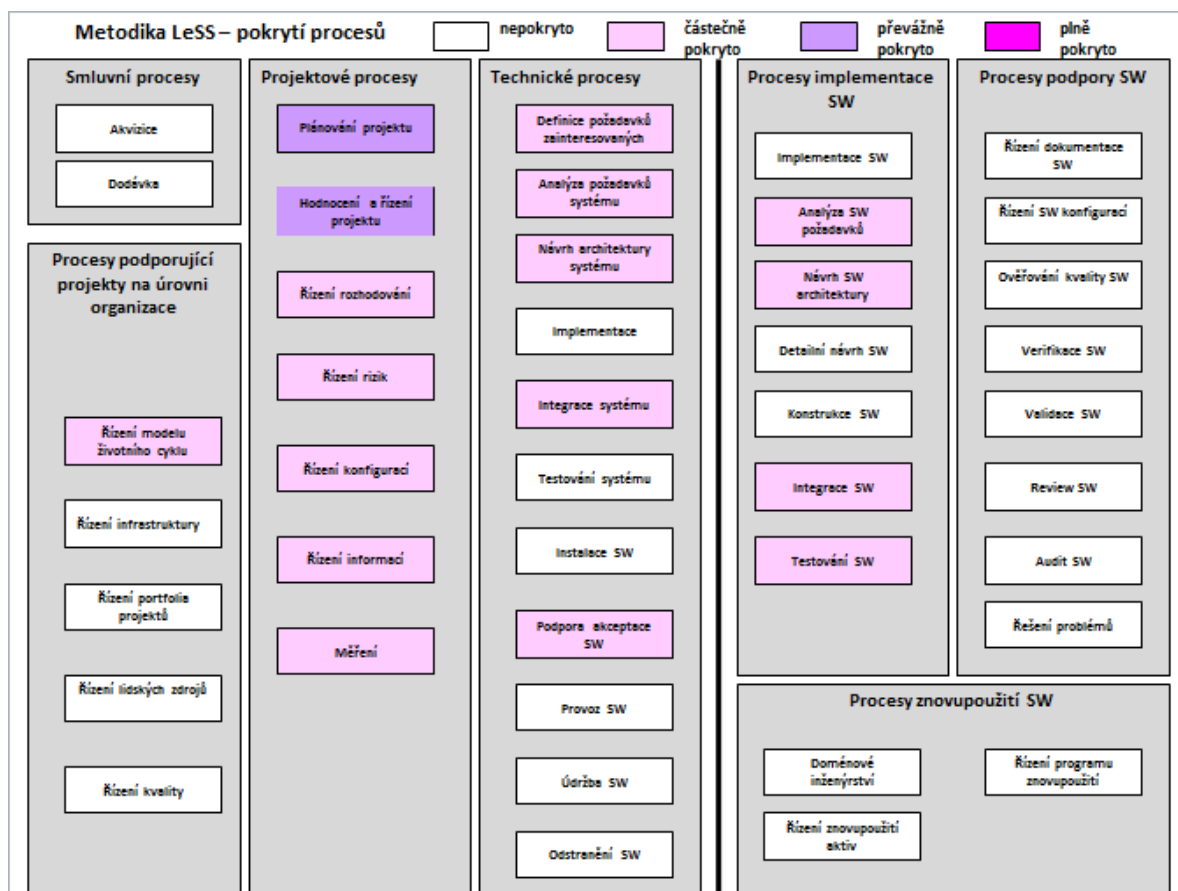 Metodika LeSS – pokrytí procesů
nepokryto
částečně
pokryto
převážně
pokryto
plně
pokryto
Smluvní procesy
Akvizice
Dodávka
Procesy podporující
projekty na úrovni
organizace
Řízení modelu
životního cyklu
Řízení infrastruktury
Řízení portfolia
projektů
Řízení lidských zdrojů
Řízení kvality
Projektové procesy
Plánování projektu
Hodnocení a řízení
projektu
Řízení rozhodování
Řízení rizik
Řízení konfigurací
Řízení informací
Měření
Technické procesy
Definice požadavků
zainteresovaných
Analýza požadavků
systému
Návrh architektury
systému
Implementace
Integrace systému
Testování systému
Instalace SW
Podpora akceptace
SW
Provoz SW
Údržba SW
Odstranění SW
Procesy implementace
SW
Implementace SW
Analýza SW
požadavků
Návrh SW
architektury
Detailní návrh SW
Konstrukce SW
Integrace SW
Testování SW
Procesy podpory SW
Řízení dokumentace
SW
Řízení SW konfigurací
Ověřování kvality SW
Verifikace SW
Validace SW
Review SW
Audit SW
Řešení problémů
Procesy znovupoužití SW
Doménové
inženýrství
Řízení programu
znovupoužití
Řízení znovupoužití
aktiv